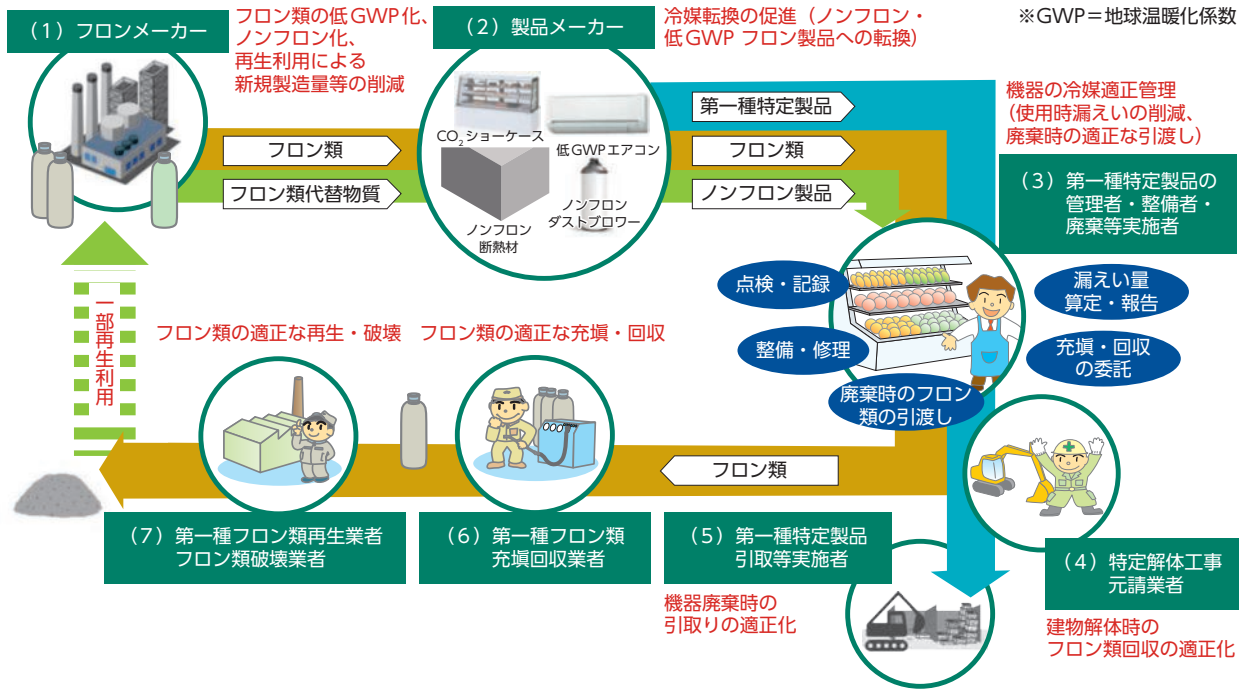 (1)フロンメーカー
フロン類の低GWP化、
ノンフロン化、
再生利用による
新規製造量等の削減
(2)製品メーカー
冷媒転換の促進(ノンフロン・
低GWP フロン製品への転換)
※GWP=地球温暖化係数
フロン類
フロン類代替物質
CO₂ショーケース
低GWPエアコン
ノンフロン
断熱材
ノンフロン
ダストブロワー
第一種特定製品
フロン類
ノンフロン製品
機器の冷媒適正管理
(使用時漏えいの削減、
廃棄時の適正な引渡し)
(3)第一種特定製品の
管理者・整備者・
廃棄等実施者
点検・記録
整備・修理
廃棄時のフロン
類の引渡し
漏えい量
算定・報告
充塡・回収
の委託
(4)特定解体工事
元請業者
建物解体時の
フロン類回収の適正化
(5)第一種特定製品
引取等実施者
機器廃棄時の
引取りの適正化
フロン類
フロン類の適正な充塡・回収
(6)第一種フロン類
充塡回収業者
フロン類の適正な再生・破壊
(7)第一種フロン類再生業者
フロン類破壊業者
一部再生利用